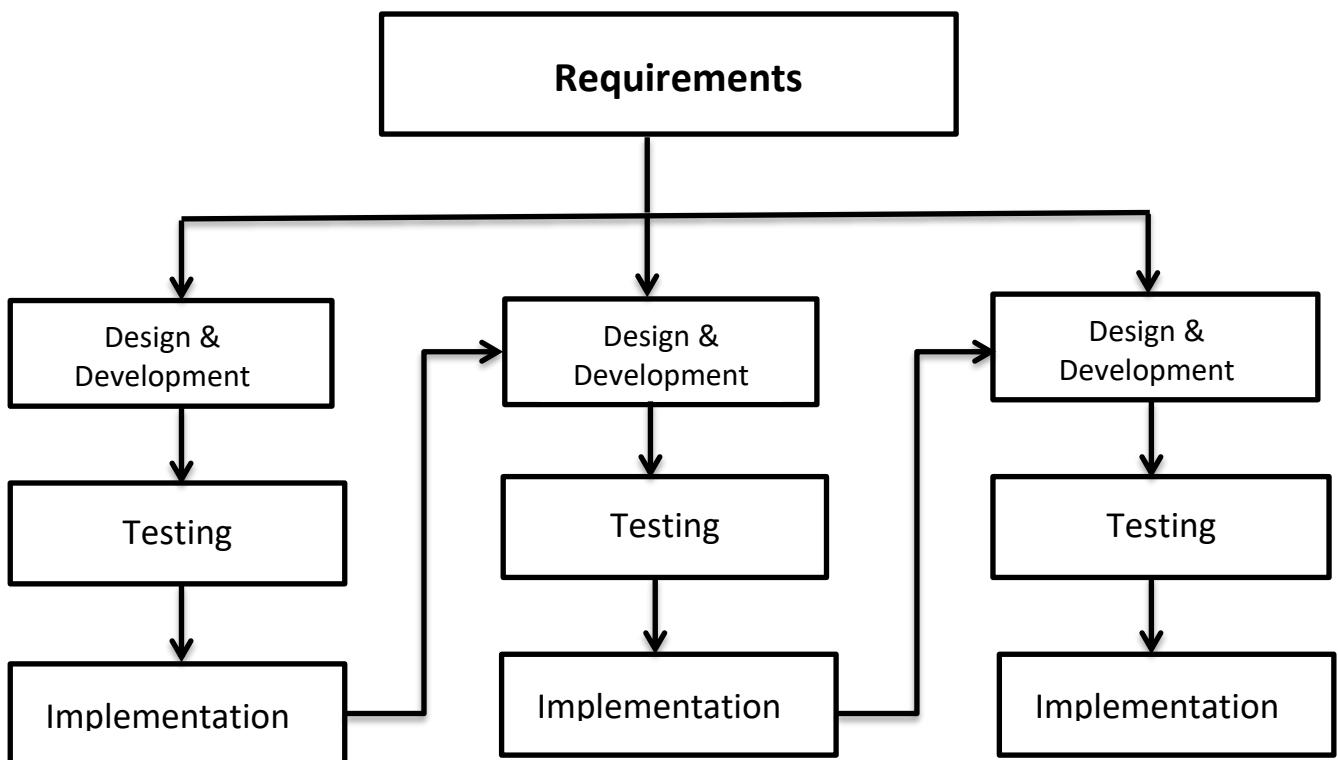 Requirements
Design &
Development
Design &
Development
Design &
Development
Testing
Testing
Testing
Implementation
Implementation
Implementation